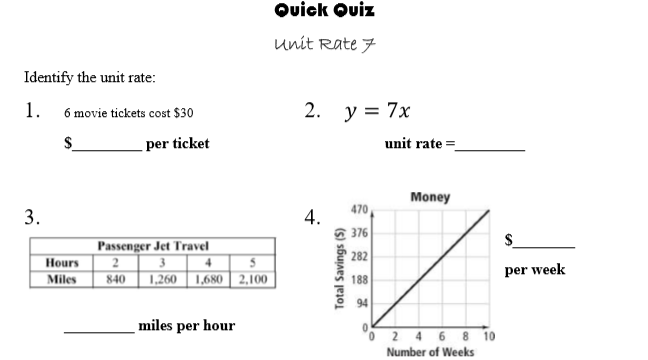 Quick Quiz
Unit Rate 7
Identify the unit rate:
1. 6 movie tickets cost $30
$________ per ticket
2. y = 7x
unit rate =__________
3.
Passenger Jet Travel
Hours 2 3 4 5
Miles 840 1,260 1,680 2,100
__________ miles per hour
4.
Money
Total Savings ($)
470
376
282
188
94
0
0 2 4 6 8 10
Number of Weeks
$_________
per week